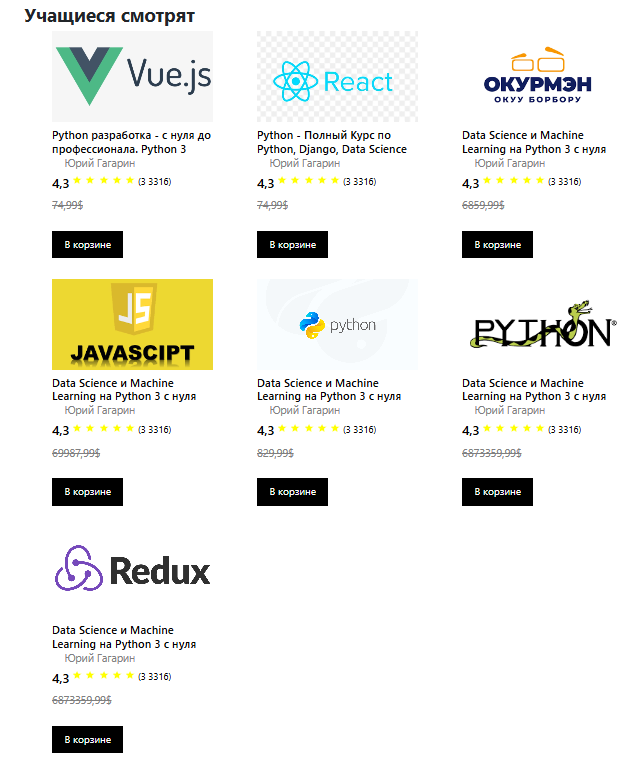 Учащиеся смотят
Vue.js
React
ОКУРМЭН
ОКУУ БОРБОРУ
Python разработка - с нуля до
профессионала. Python 3
Юрий Гагарин
4,3 ★ ★ ★ ★ ★ (3 3316)
74,99$
В корзине
Python - Полный Курс по
Python, Django, Data Science
Юрий Гагарин
4,3 ★ ★ ★ ★ ★ (3 3316)
74,99$
В корзине
Data Science и Machine
Learning на Python 3 с нуля
Юрий Гагарин
4,3 ★ ★ ★ ★ ★ (3 3316)
6859,99$
В корзине
JS
JAVASCIPT
python
PYTHON®
Data Science и Machine
Learning на Python 3 с нуля
Юрий Гагарин
4,3 ★ ★ ★ ★ ★ (3 3316)
69987,99$
В корзине
Data Science и Machine
Learning на Python 3 с нуля
Юрий Гагарин
4,3 ★ ★ ★ ★ ★ (3 3316)
829,99$
В корзине
Data Science и Machine
Learning на Python 3 с нуля
Юрий Гагарин
4,3 ★ ★ ★ ★ ★ (3 3316)
6873359,99$
В корзине
Redux
Data Science и Machine
Learning на Python 3 с нуля
Юрий Гагарин
4,3 ★ ★ ★ ★ ★ (3 3316)
6873359,99$
В корзине